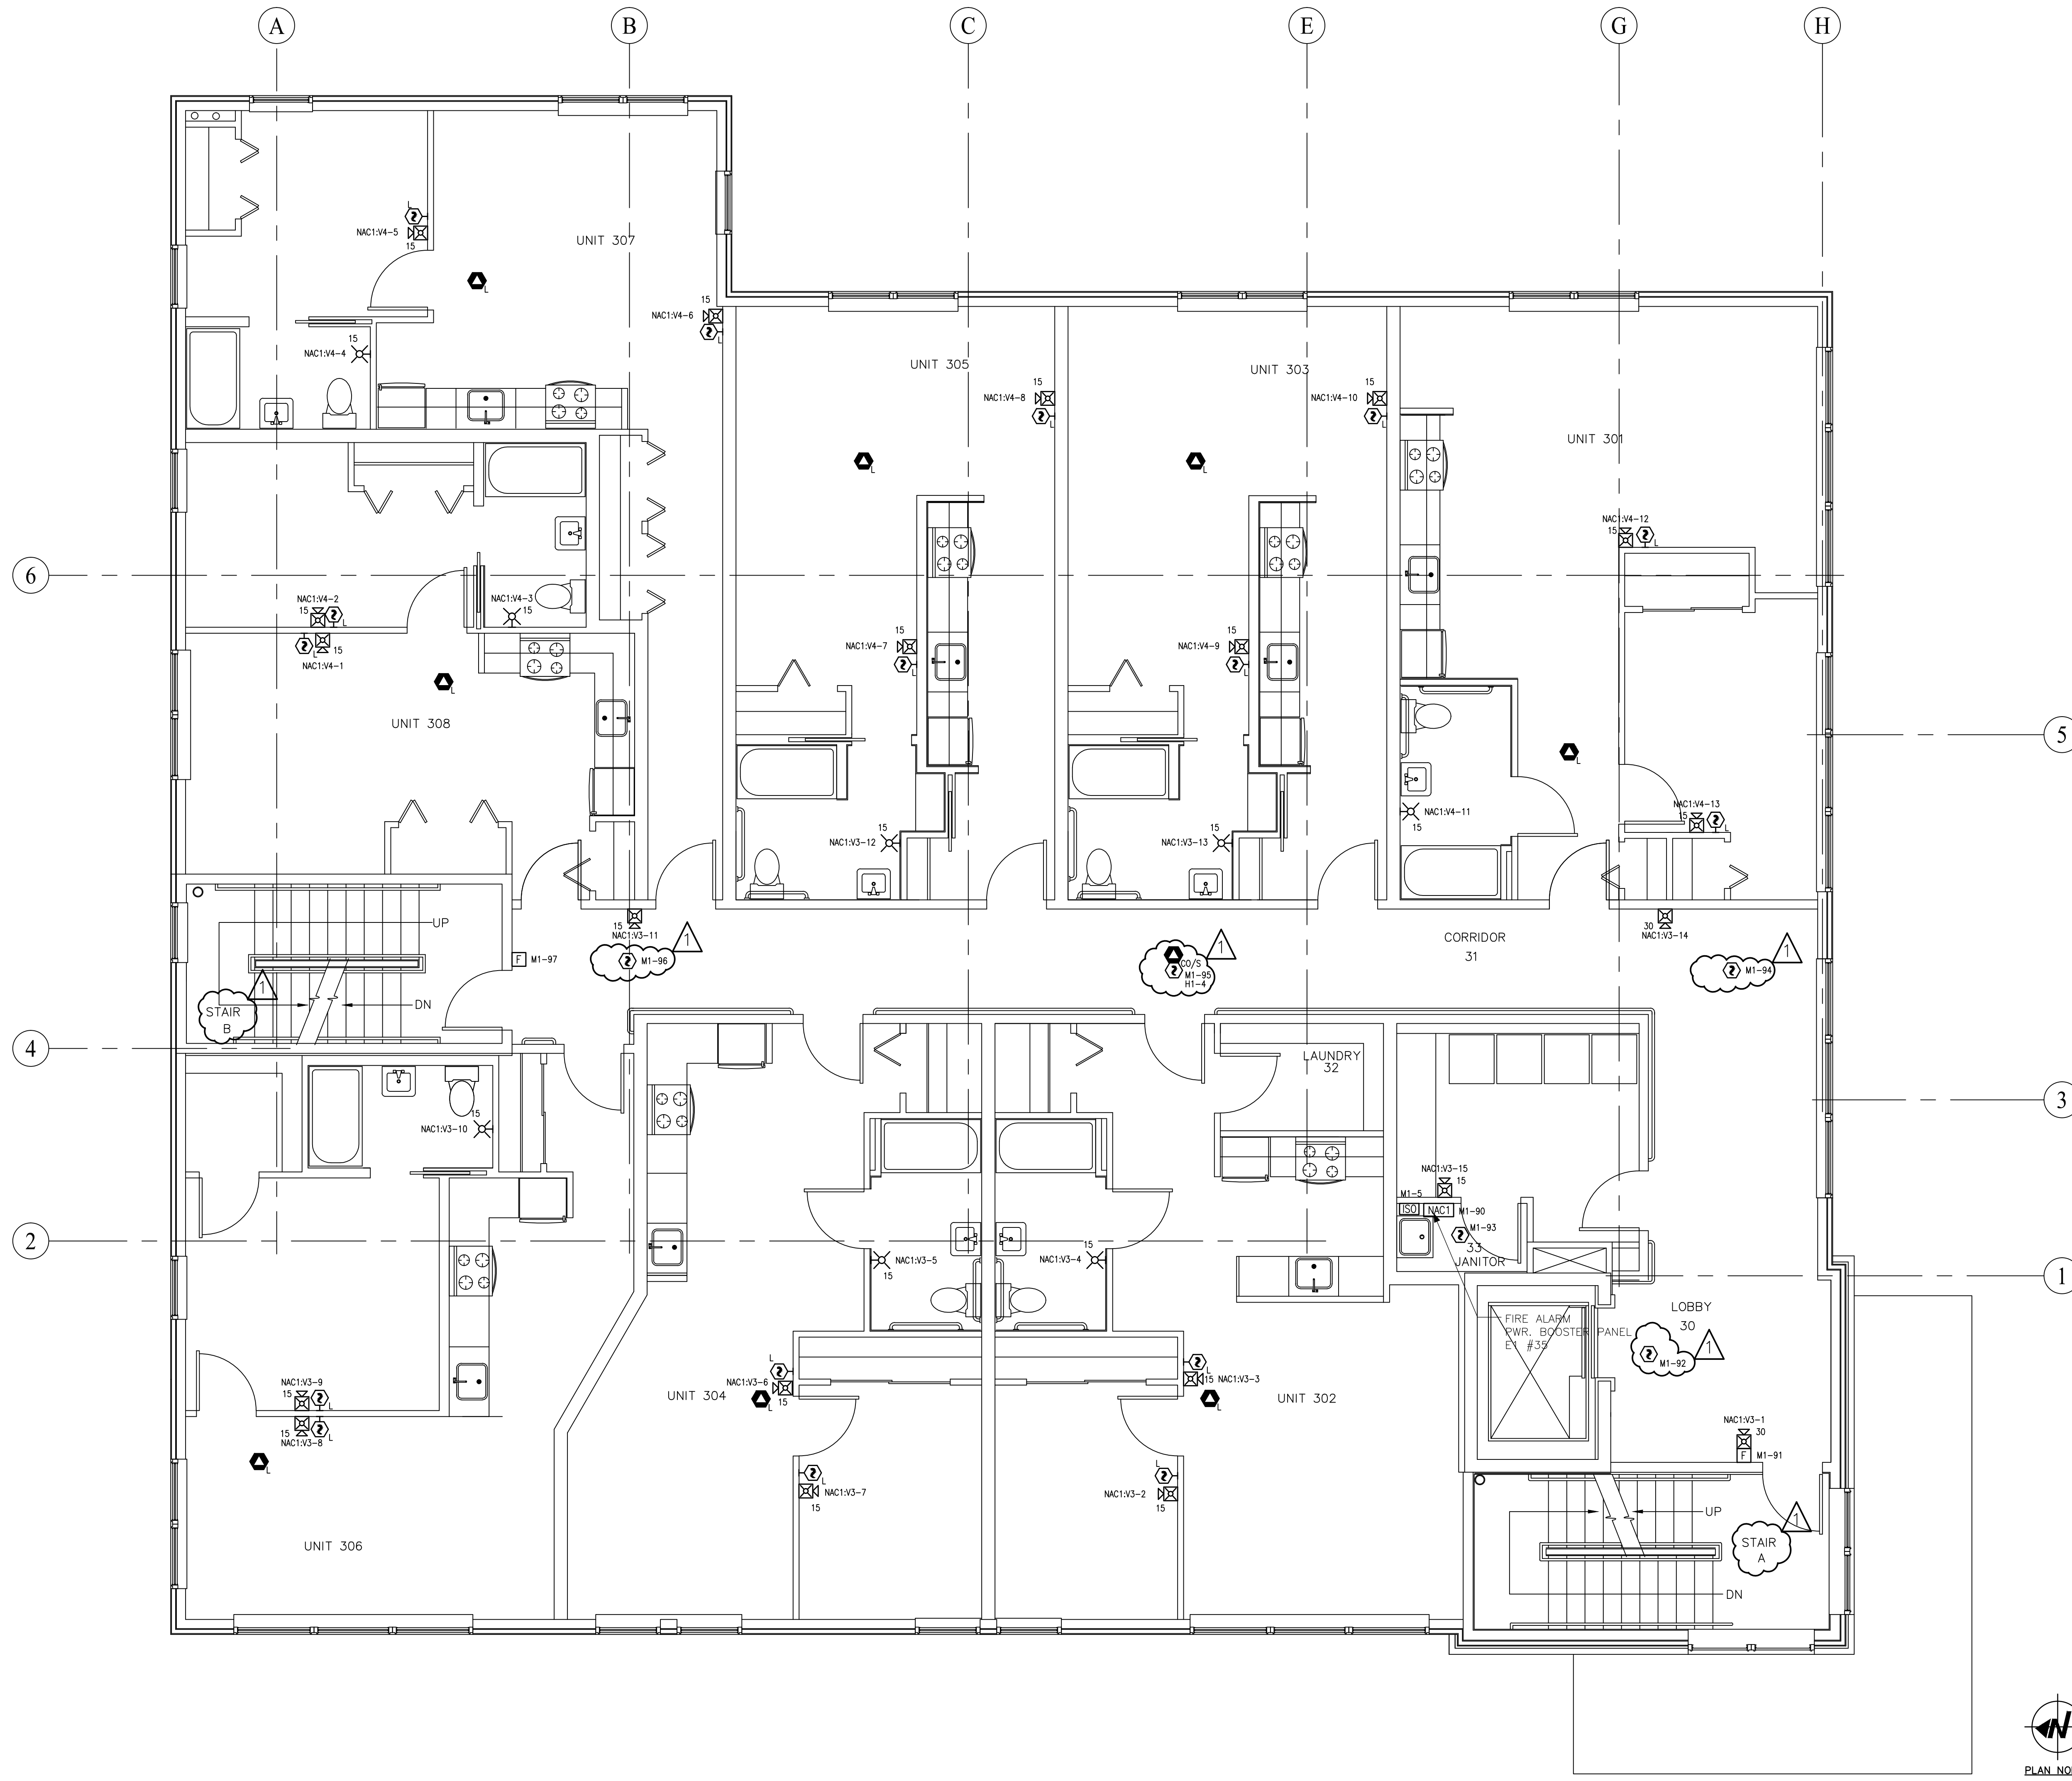 A
B
C
E
G
H
L
NAC1:V4-5
15
UNIT 307
L
15
NAC1:V4-6
L
15
NAC1:V4-4
UNIT 305
UNIT 303
15
NAC1:V4-8
L
15
NAC1:V4-10
L
UNIT 301
L
L
NAC1:V4-12
15
L
6
NAC1:V4-2
15
L
NAC1:V4-3
15
L
15
NAC1:V4-1
15
NAC1:V4-7
L
15
NAC1:V4-9
L
L
UNIT 308
5
L
NAC1:V4-13
15
L
NAC1:V4-11
15
15
NAC1:V3-12
15
NAC1:V3-13
UP
15
NAC1:V3-11
1
F
M1-97
M1-96
1
CO/S
M1-95
H1-4
CORRIDOR
31
30
NAC1:V3-14
1
M1-94
1
STAIR
B
DN
4
LAUNDRY
32
3
15
NAC1:V3-10
NAC1:V3-15
15
M1-5
ISO
NAC1
M1-90
M1-93
33
JANITOR
2
NAC1:V3-5
15
15
NAC1:V3-4
1
LOBBY
30
FIRE ALARM
PWR. BOOSTER PANEL
E1 #35
1
M1-92
L
NAC1:V3-6
15
L
UNIT 304
L
15
NAC1:V3-3
L
UNIT 302
NAC1:V3-9
15
L
15
L
NAC1:V3-8
L
NAC1:V3-1
30
F
M1-91
L
NAC1:V3-7
15
L
NAC1:V3-2
15
UP
1
STAIR
A
DN
UNIT 306
N
PLAN NO